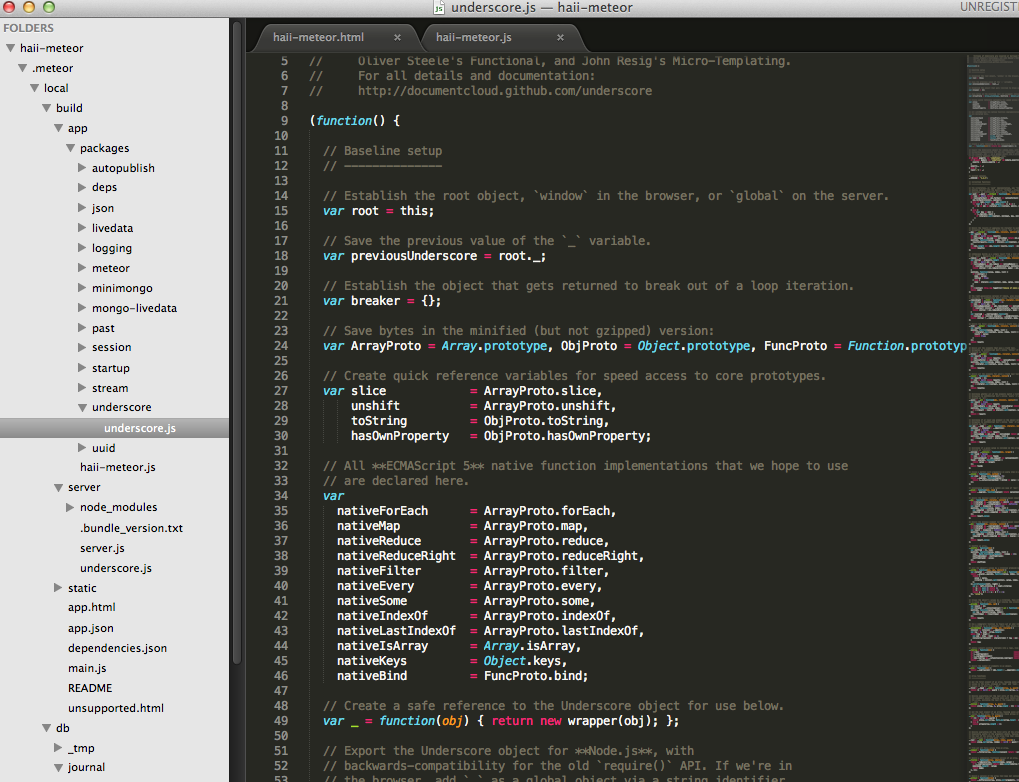 underscore.js — haii-meteor
UNREGIST
FOLDERS
haii-meteor
.meteor
local
build
app
packages
autopublish
deps
json
livedata
logging
meteor
minimongo
mongo-livedata
past
session
startup
stream
underscore
underscore.js
uuid
haii-meteor.js
server
node_modules
.bundle_version.txt
server.js
underscore.js
static
app.html
app.json
dependencies.json
main.js
README
unsupported.html
db
_tmp
journal
haii-meteor.html ×
haii-meteor.js ×
5 //     Oliver Steele's Functional, and John Resig's Micro-Templating.
6 //     For all details and documentation:
7 //     http://documentcloud.github.com/underscore
8
9 (function() {
10
11   // Baseline setup
12   // --------------
13
14   // Establish the root object, `window` in the browser, or `global` on the server.
15   var root = this;
16
17   // Save the previous value of the `_` variable.
18   var previousUnderscore = root._;
19
20   // Establish the object that gets returned to break out of a loop iteration.
21   var breaker = {};
22
23   // Save bytes in the minified (but not gzipped) version:
24   var ArrayProto = Array.prototype, ObjProto = Object.prototype, FuncProto = Function.prototyp
25
26   // Create quick reference variables for speed access to core prototypes.
27   var slice            = ArrayProto.slice,
28       unshift          = ArrayProto.unshift,
29       toString         = ObjProto.toString,
30       hasOwnProperty   = ObjProto.hasOwnProperty;
31
32   // All **ECMAScript 5** native function implementations that we hope to use
33   // are declared here.
34   var
35     nativeForEach      = ArrayProto.forEach,
36     nativeMap          = ArrayProto.map,
37     nativeReduce       = ArrayProto.reduce,
38     nativeReduceRight  = ArrayProto.reduceRight,
39     nativeFilter       = ArrayProto.filter,
40     nativeEvery        = ArrayProto.every,
41     nativeSome         = ArrayProto.some,
42     nativeIndexOf      = ArrayProto.indexOf,
43     nativeLastIndexOf  = ArrayProto.lastIndexOf,
44     nativeIsArray      = Array.isArray,
45     nativeKeys         = Object.keys,
46     nativeBind         = FuncProto.bind;
47
48   // Create a safe reference to the Underscore object for use below.
49   var _ = function(obj) { return new wrapper(obj); };
50
51   // Export the Underscore object for **Node.js**, with
52   // backwards-compatibility for the old `require()` API. If we're in
53   // the browser, add `_` as a global object via a string identifier